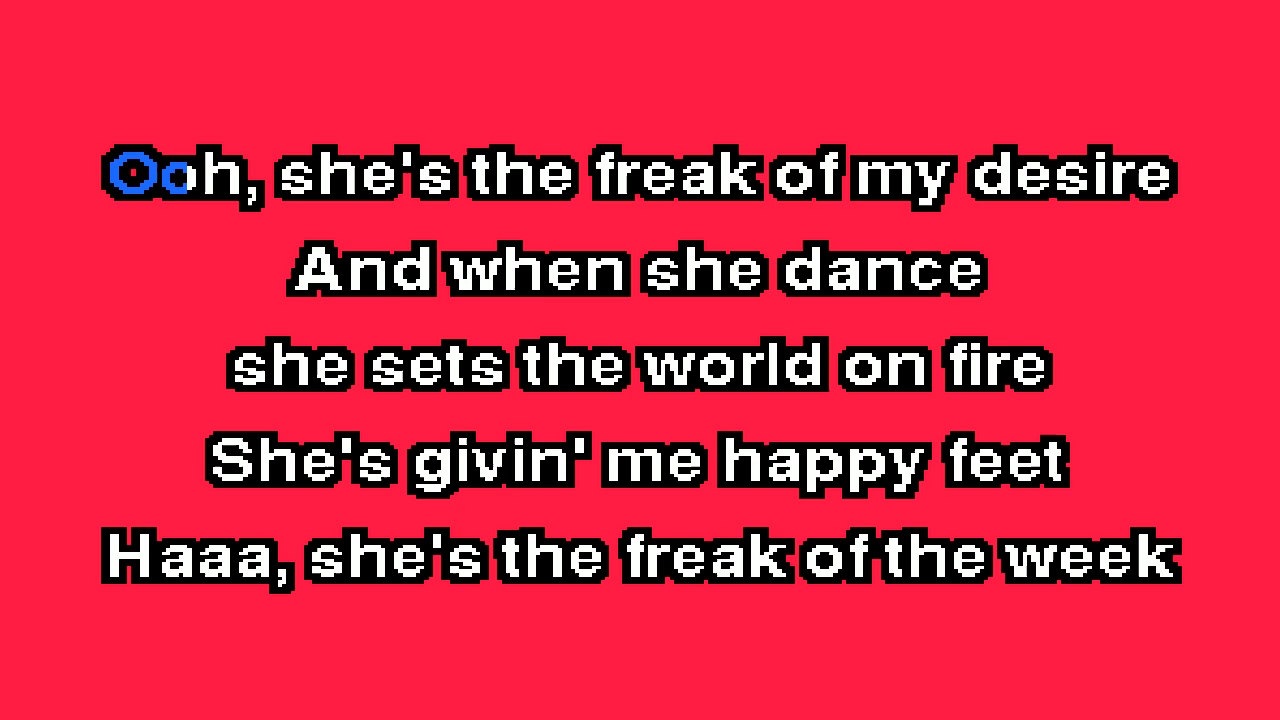 Ooh, she's the freak of my desire
And when she dance
she sets the world on fire
She's givin' me happy feet
Haaa, she's the freak of the week